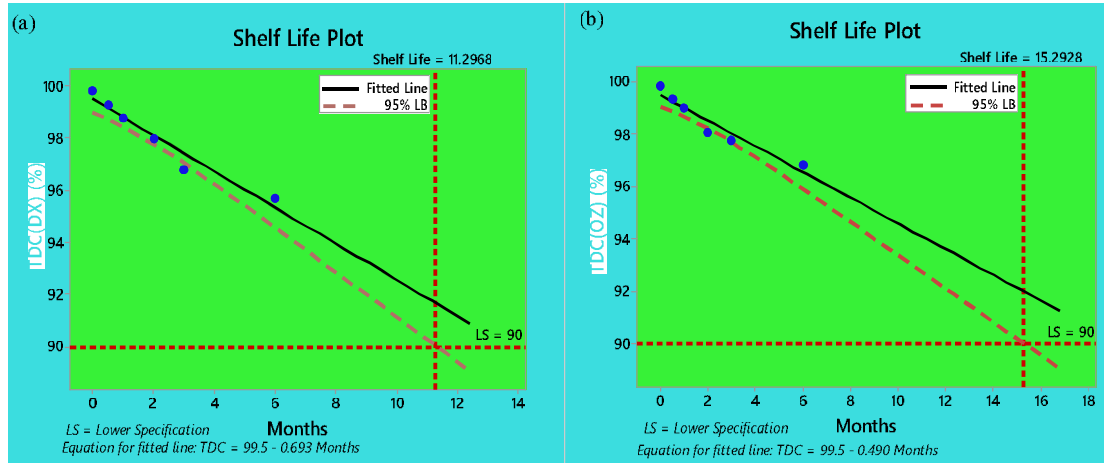 (a)
Shelf Life Plot
Shelf Life = 11.2968
Fitted Line
95% LB
100
98
96
94
92
90
TDC(DX) (%)
LS = 90
0 2 4 6 8 10 12 14
Months
LS = Lower Specification
Equation for fitted line: TDC = 99.5 - 0.693 Months
(b)
Shelf Life Plot
Shelf Life = 15.2928
Fitted Line
95% LB
100
98
96
94
92
90
TDC(OZ) (%)
LS = 90
0 2 4 6 8 10 12 14 16 18
Months
LS = Lower Specification
Equation for fitted line: TDC = 99.5 - 0.490 Months